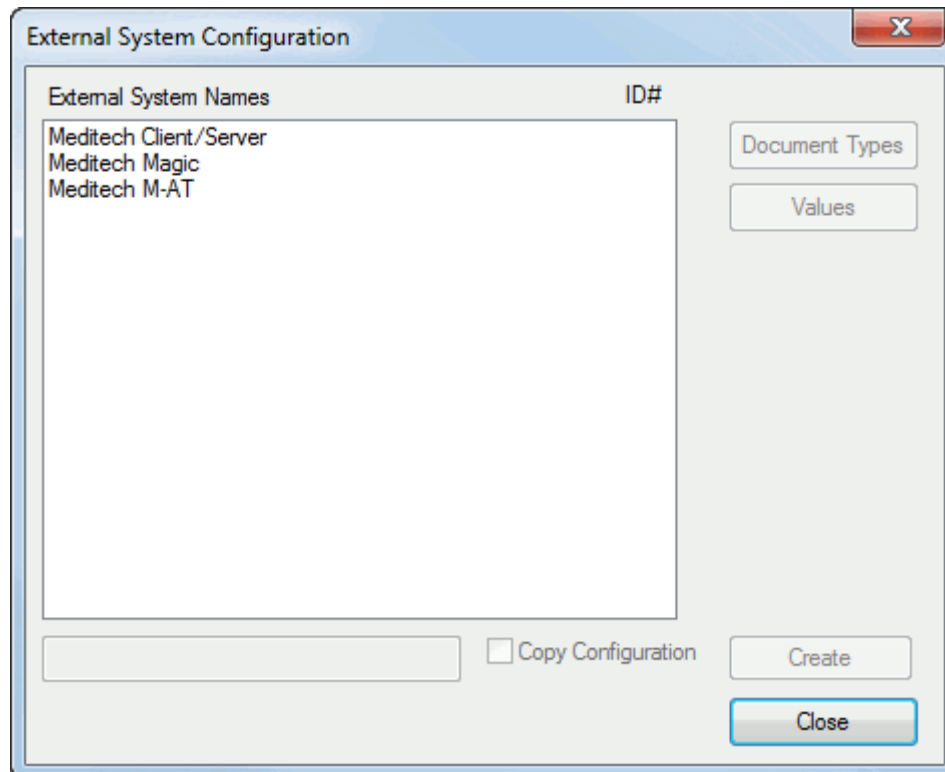 External System Configuration
External System Names ID#
Meditech Client/Server
Meditech Magic
Meditech M-AT
Document Types
Values
Copy Configuration
Create
Close